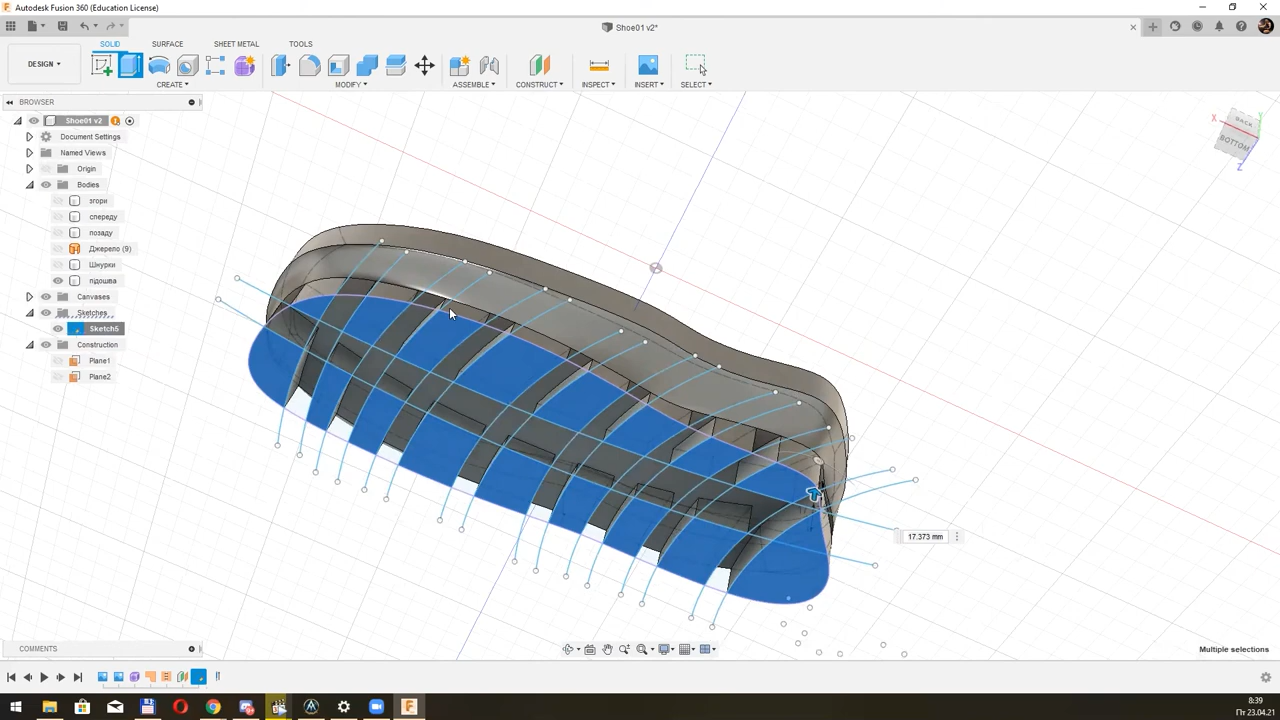 Autodesk Fusion 360 (Education License)
Shoe01 v2*
SOLID SURFACE SHEET METAL TOOLS
DESIGN
CREATE MODIFY ASSEMBLE CONSTRUCT INSPECT INSERT SELECT
BROWSER
Shoe01 v2
Document Settings
Named Views
Origin
Bodies
згори
спереду
позаду
Джерело (9)
Шнурки
підошва
Canvases
Sketches
Sketch5
Construction
Plane1
Plane2
X
Y
Z
BACK
BOTTOM
17.373 mm
COMMENTS
Multiple selections
8:39
Пт 23.04.21